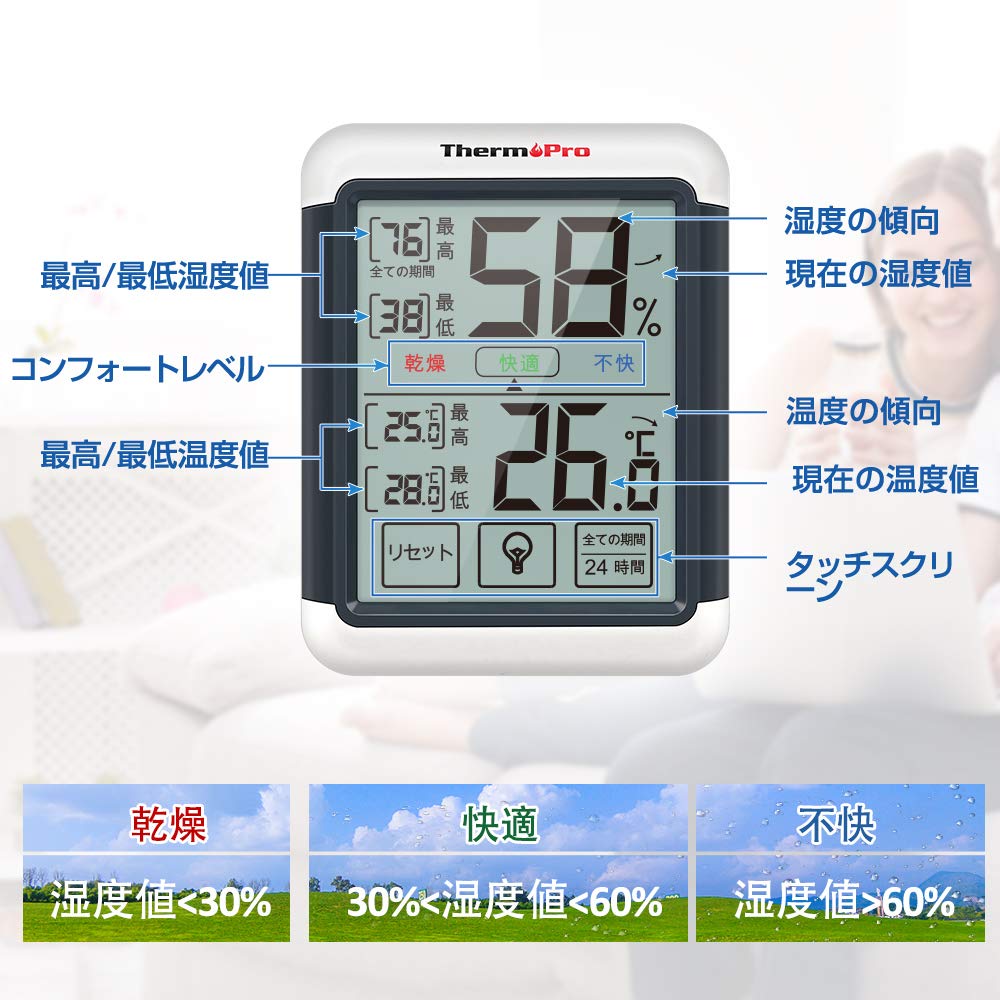 ThermoPro
76 最高
全ての期間
38 最低
58%
乾燥 快適 不快
25.0℃ 最高
28.0℃ 最低
26.0℃
リセット
全ての期間
24 時間
最高/最低湿度値
コンフォートレベル
最高/最低温度値
湿度の傾向
現在の湿度値
温度の傾向
現在の温度値
タッチスクリ
ーン
乾燥
湿度値<30%
快適
30%<湿度値<60%
不快
湿度値>60%